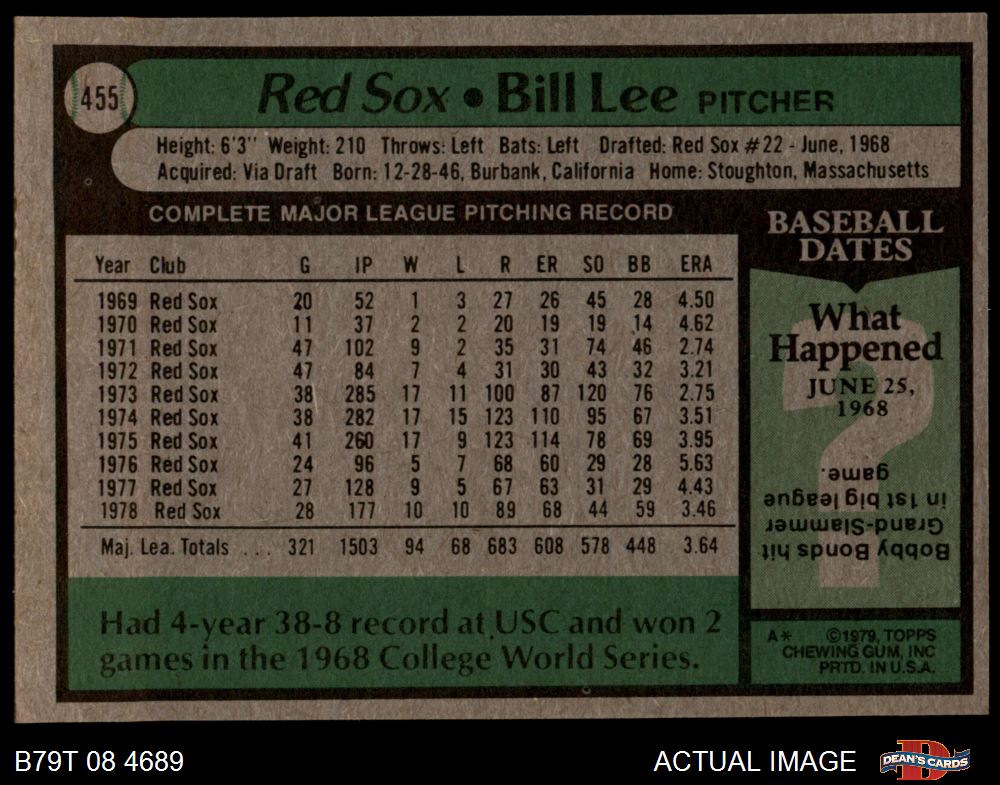 455
Red Sox • Bill Lee PITCHER
Height: 6'3" Weight: 210 Throws: Left Bats: Left Drafted: Red Sox #22 - June, 1968
Acquired: Via Draft Born: 12-28-46, Burbank, California Home: Stoughton, Massachusetts
COMPLETE MAJOR LEAGUE PITCHING RECORD
Year Club G IP W L R ER SO BB ERA
1969 Red Sox 20 52 1 3 27 26 45 28 4.50
1970 Red Sox 11 37 2 2 20 19 19 14 4.62
1971 Red Sox 47 102 9 2 35 31 74 46 2.74
1972 Red Sox 47 84 7 4 31 30 43 32 3.21
1973 Red Sox 38 285 17 11 100 87 120 76 2.75
1974 Red Sox 38 282 17 15 123 110 95 67 3.51
1975 Red Sox 41 260 17 9 123 114 78 69 3.95
1976 Red Sox 24 96 5 7 68 60 29 28 5.63
1977 Red Sox 27 128 9 5 67 63 31 29 4.43
1978 Red Sox 28 177 10 10 89 68 44 59 3.46
Maj. Lea. Totals ... 321 1503 94 68 683 608 578 448 3.64
Had 4-year 38-8 record at USC and won 2
games in the 1968 College World Series.
BASEBALL
DATES
What
Happened
JUNE 25,
1968
?
Bobby Bonds hit
Grand-Slammer
in 1st big league
game.
A* ©1979, TOPPS
CHEWING GUM, INC
PRTD. IN U.S.A.
B79T 08 4689
ACTUAL IMAGE
D
DEAN'S CARDS